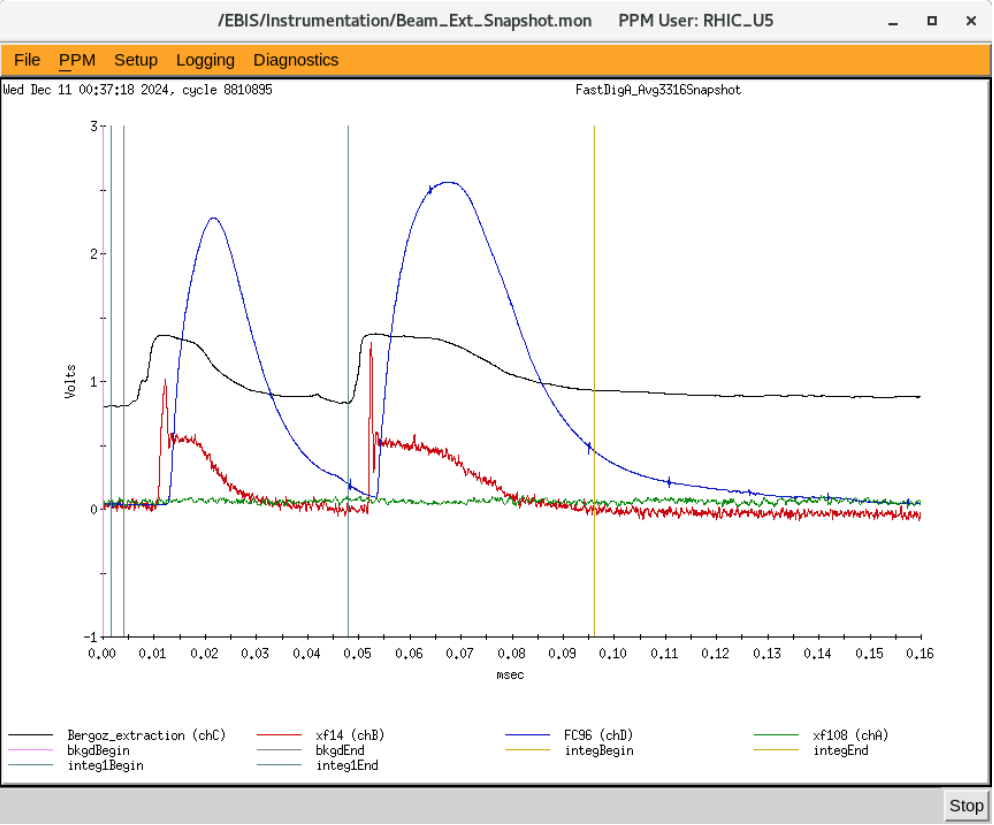 /EBIS/Instrumentation/Beam_Ext_Snapshot.mon PPM User: RHIC_U5
File PPM Setup Logging Diagnostics
Wed Dec 11 00:37:18 2024, cycle 8810895 FastDigA_Avg3316Snapshot
3
2
Volts
1
0
-1
0.00 0.01 0.02 0.03 0.04 0.05 0.06 0.07 0.08 0.09 0.10 0.11 0.12 0.13 0.14 0.15 0.16
msec
Bergoz_extraction (chC) xf14 (chB) FC96 (chD) xf108 (chA)
bkgdBegin bkgdEnd integBegin integEnd
integ1Begin integ1End
Stop